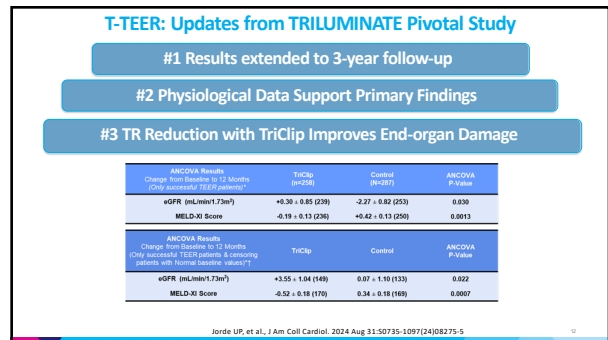 T-TEER: Updates from TRILUMINATE Pivotal Study
#1 Results extended to 3-year follow-up
#2 Physiological Data Support Primary Findings
#3 TR Reduction with TriClip Improves End-organ Damage
ANCOVA Results
Change from Baseline to 12 Months
(Only successful TEER patients)*
TriClip
(n=258)
Control
(N=287)
ANCOVA
P-Value
eGFR (mL/min/1.73m²) +0.30 ± 0.85 (239) -2.27 ± 0.82 (253) 0.030
MELD-XI Score -0.19 ± 0.13 (236) +0.42 ± 0.13 (250) 0.0013
ANCOVA Results
Change from Baseline to 12 Months
(Only successful TEER patients & censoring
patients with Normal baseline values)*†
TriClip
Control
ANCOVA
P-Value
eGFR (mL/min/1.73m²) +3.55 ± 1.04 (149) 0.07 ± 1.10 (133) 0.022
MELD-XI Score -0.52 ± 0.18 (170) 0.34 ± 0.18 (169) 0.0007
Jorde UP, et al., J Am Coll Cardiol. 2024 Aug 31:S0735-1097(24)08275-5
12